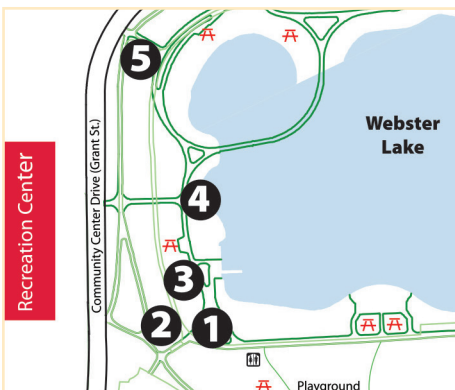 5
Webster
Lake
4
Recreation Center
Community Center Drive (Grant St.)
3
2
1
Playground